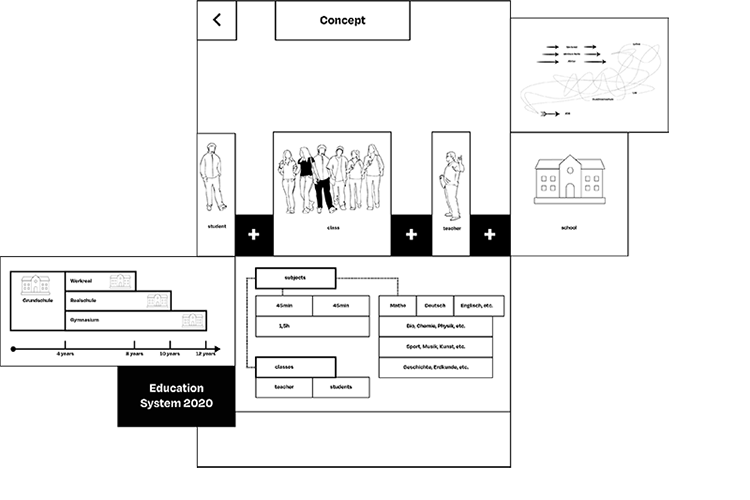 Concept
student
class
teacher
school
Grundschule
Werkreal
Realschule
Gymnasium
4 years
8 years
10 years
12 years
Education
System 2020
subjects
45min
45min
1,5h
classes
teacher
students
Mathe
Deutsch
Englisch, etc.
Bio, Chemie, Physik, etc.
Sport, Musik, Kunst, etc.
Geschichte, Erdkunde, etc.